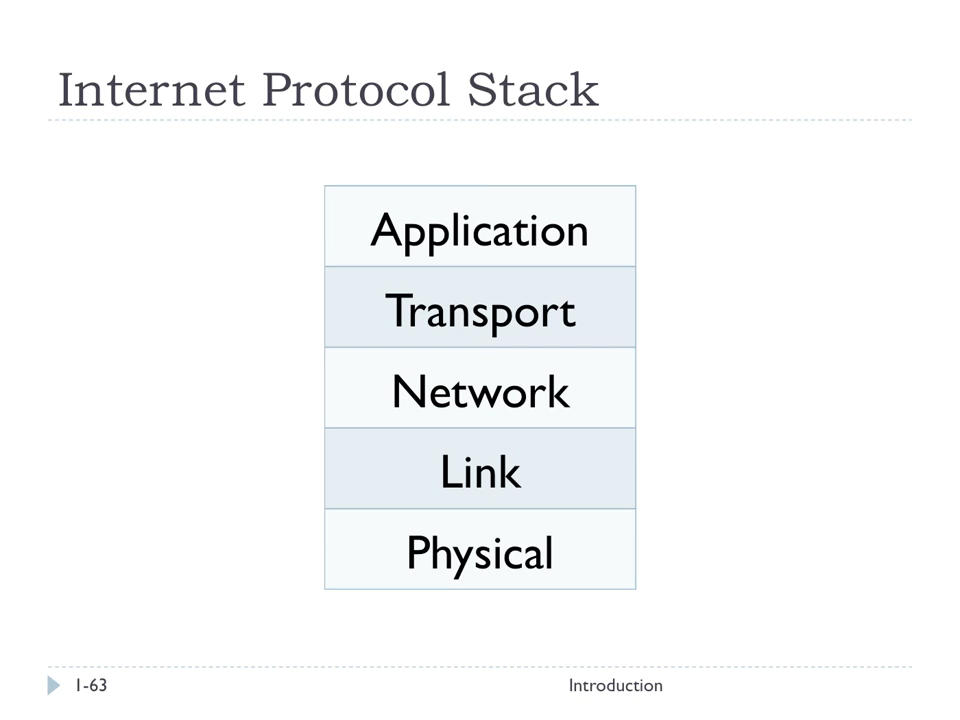 Internet Protocol Stack
Application
Transport
Network
Link
Physical
1-63
Introduction